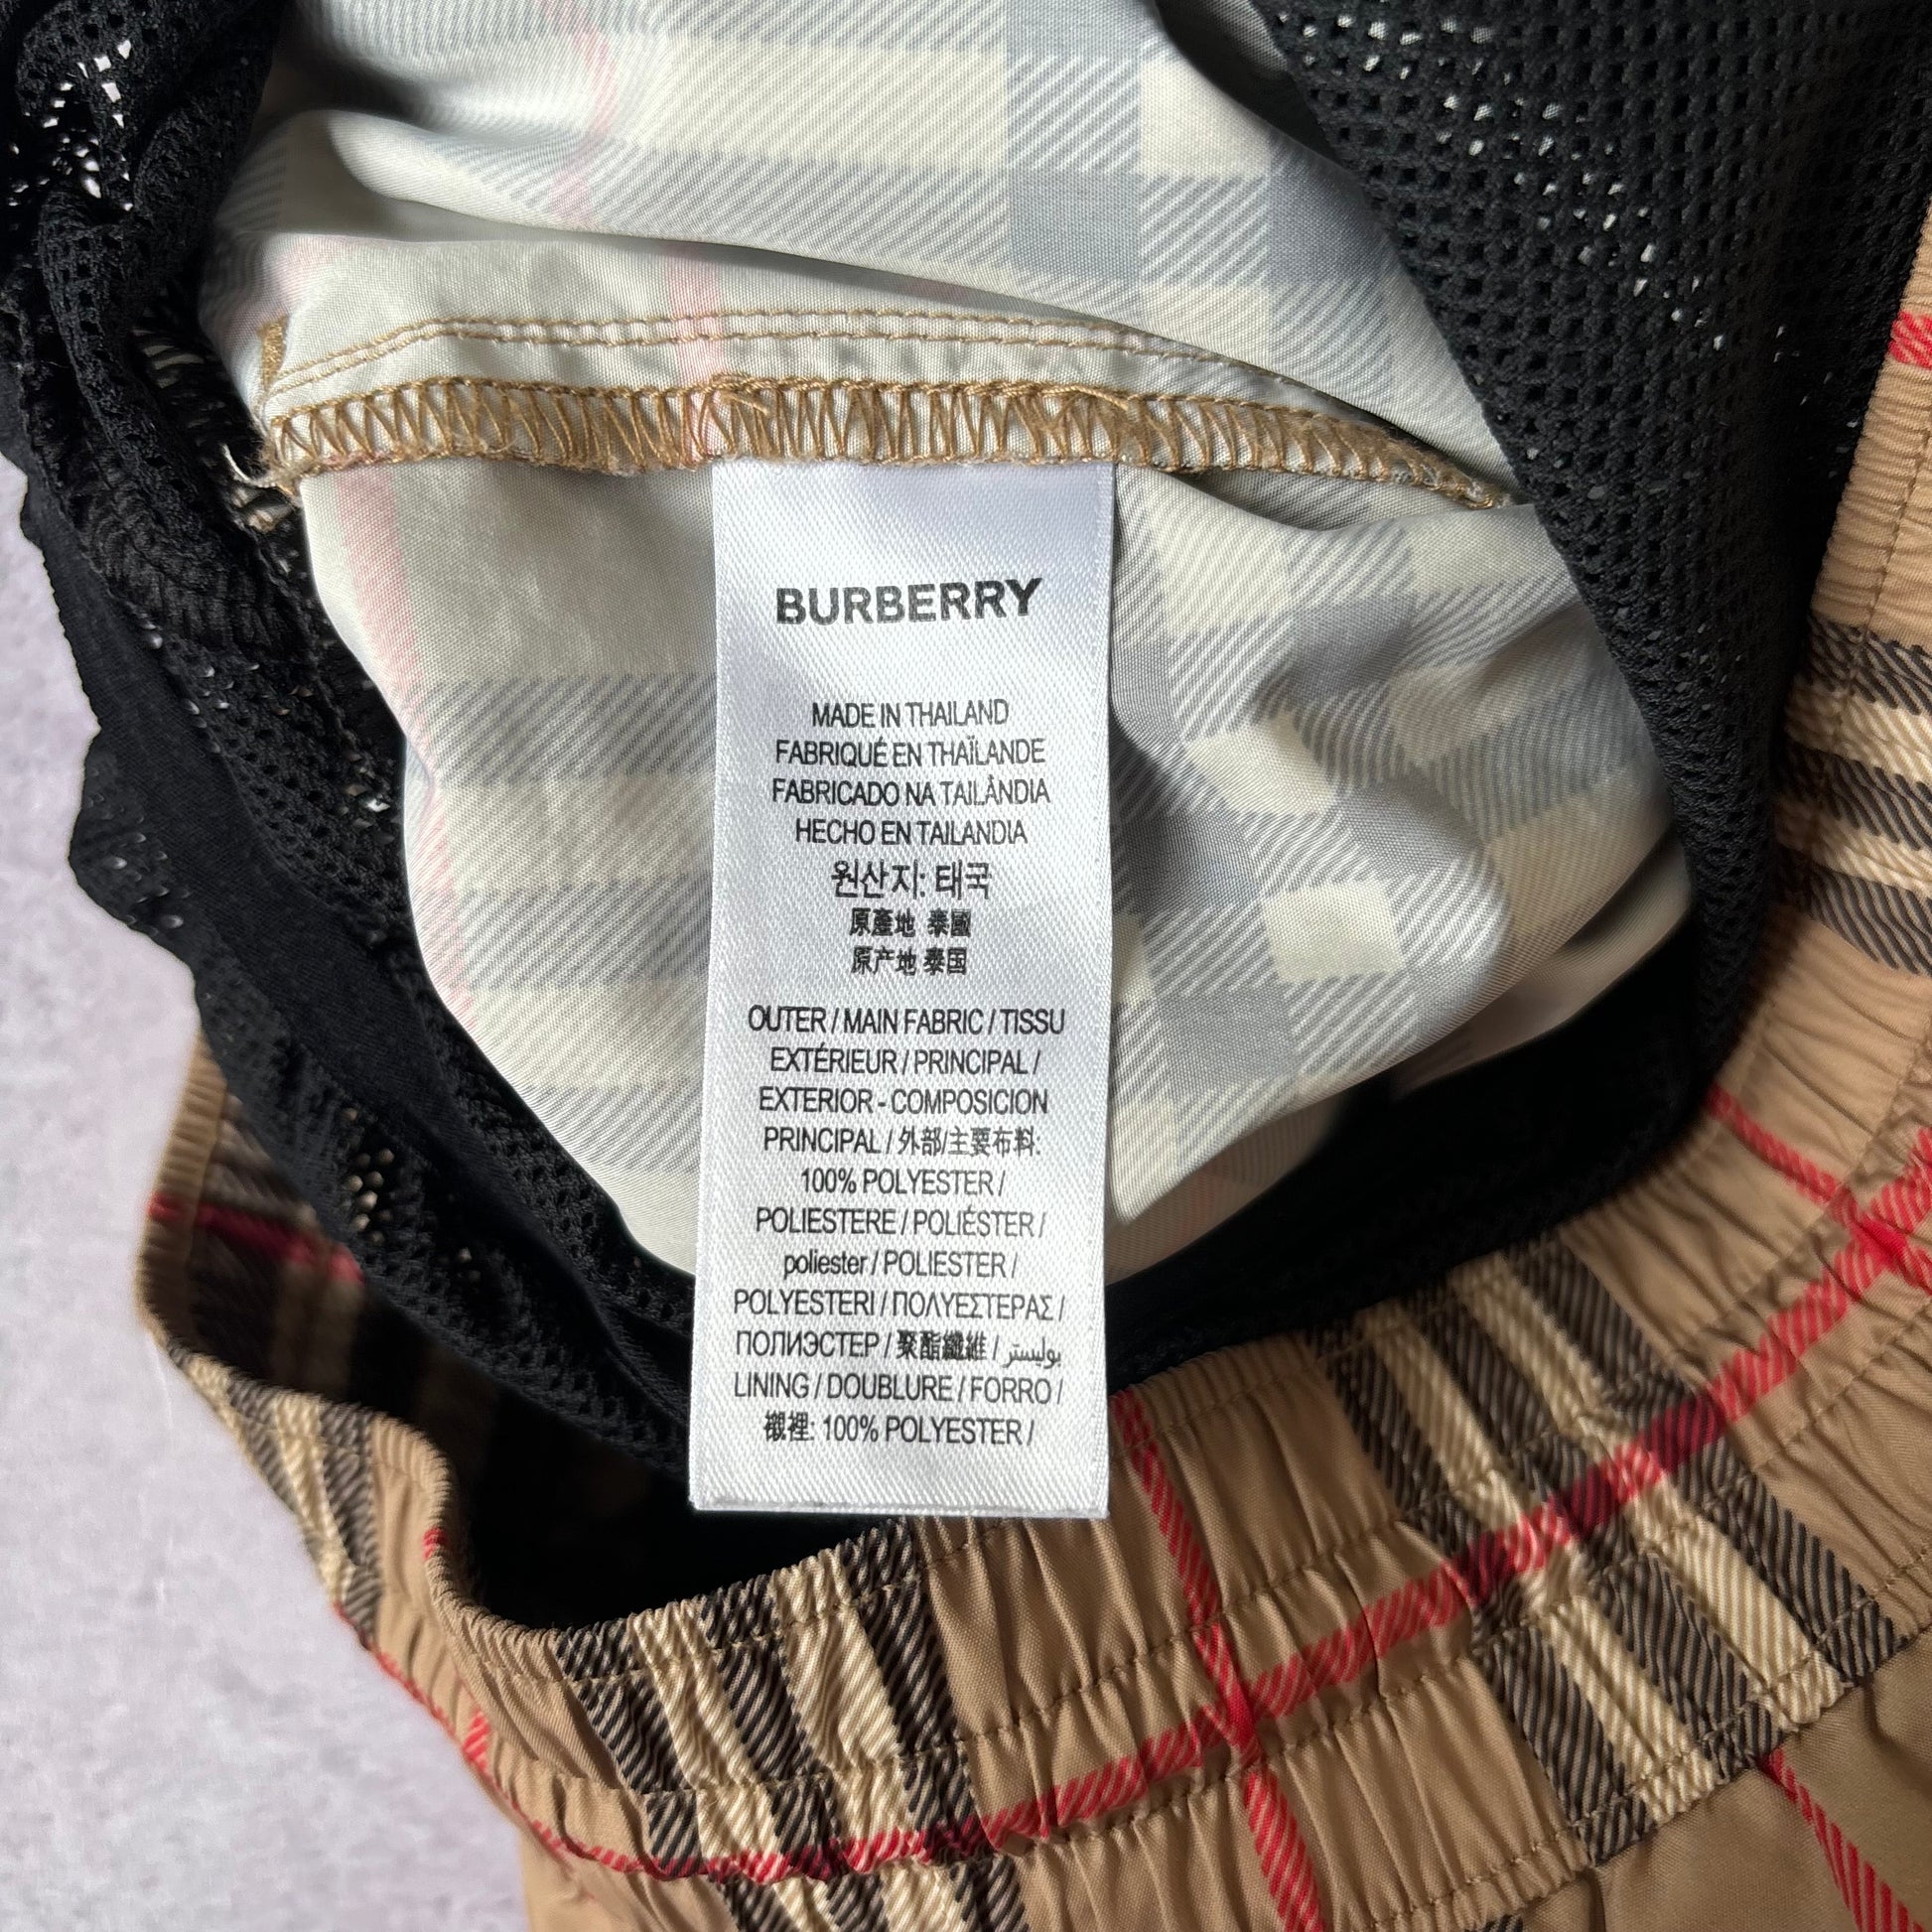 BURBERRY
MADE IN THAILAND
FABRIQUÉ EN THAÏLANDE
FABRICADO NA TAILÀNDIA
HECHO EN TAILANDIA
원산지: 태국
原產地 泰國
原产地 泰国
OUTER / MAIN FABRIC / TISSU
EXTÉRIEUR / PRINCIPAL /
EXTERIOR - COMPOSICION
PRINCIPAL / 外部/主要布料:
100% POLYESTER /
POLIESTERE / POLIÉSTER /
poliester / POLIESTER /
POLYESTERI / ΠΟΛΥΕΣΤΕΡΑΣ /
ПОЛИЭСТЕР / 聚酯纖維 / بوليستر
LINING / DOUBLURE / FORRO /
襯裡: 100% POLYESTER /